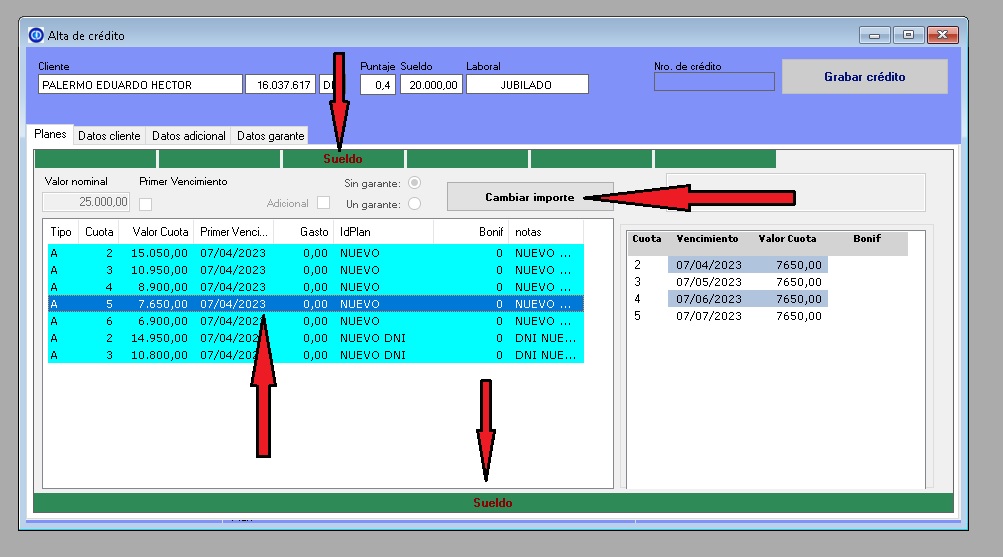 Alta de crédito
Cliente Puntaje Sueldo Laboral Nro. de crédito
PALERMO EDUARDO HECTOR 16.037.617 0,4 20.000,00 JUBILADO Grabar crédito
Planes Datos cliente Datos adicional Datos garante
Sueldo
Valor nominal Primer Vencimiento Sin garante:
25.000,00 Adicional Un garante: Cambiar importe
Tipo Cuota Valor Cuota Primer Venci... Gasto IdPlan Bonif notas
A 2 15.050,00 07/04/2023 0,00 NUEVO 0 NUEVO ...
A 3 10.950,00 07/04/2023 0,00 NUEVO 0 NUEVO ...
A 4 8.900,00 07/04/2023 0,00 NUEVO 0 NUEVO ...
A 5 7.650,00 07/04/2023 0,00 NUEVO 0 NUEVO ...
A 6 6.900,00 07/04/2023 0,00 NUEVO 0 NUEVO ...
A 2 14.950,00 07/04/2023 0,00 NUEVO DNI 0 DNI NUE...
A 3 10.800,00 07/04/2023 0,00 NUEVO DNI 0 DNI NUE...
Cuota Vencimiento Valor Cuota Bonif
2 07/04/2023 7650,00
3 07/05/2023 7650,00
4 07/06/2023 7650,00
5 07/07/2023 7650,00
Sueldo